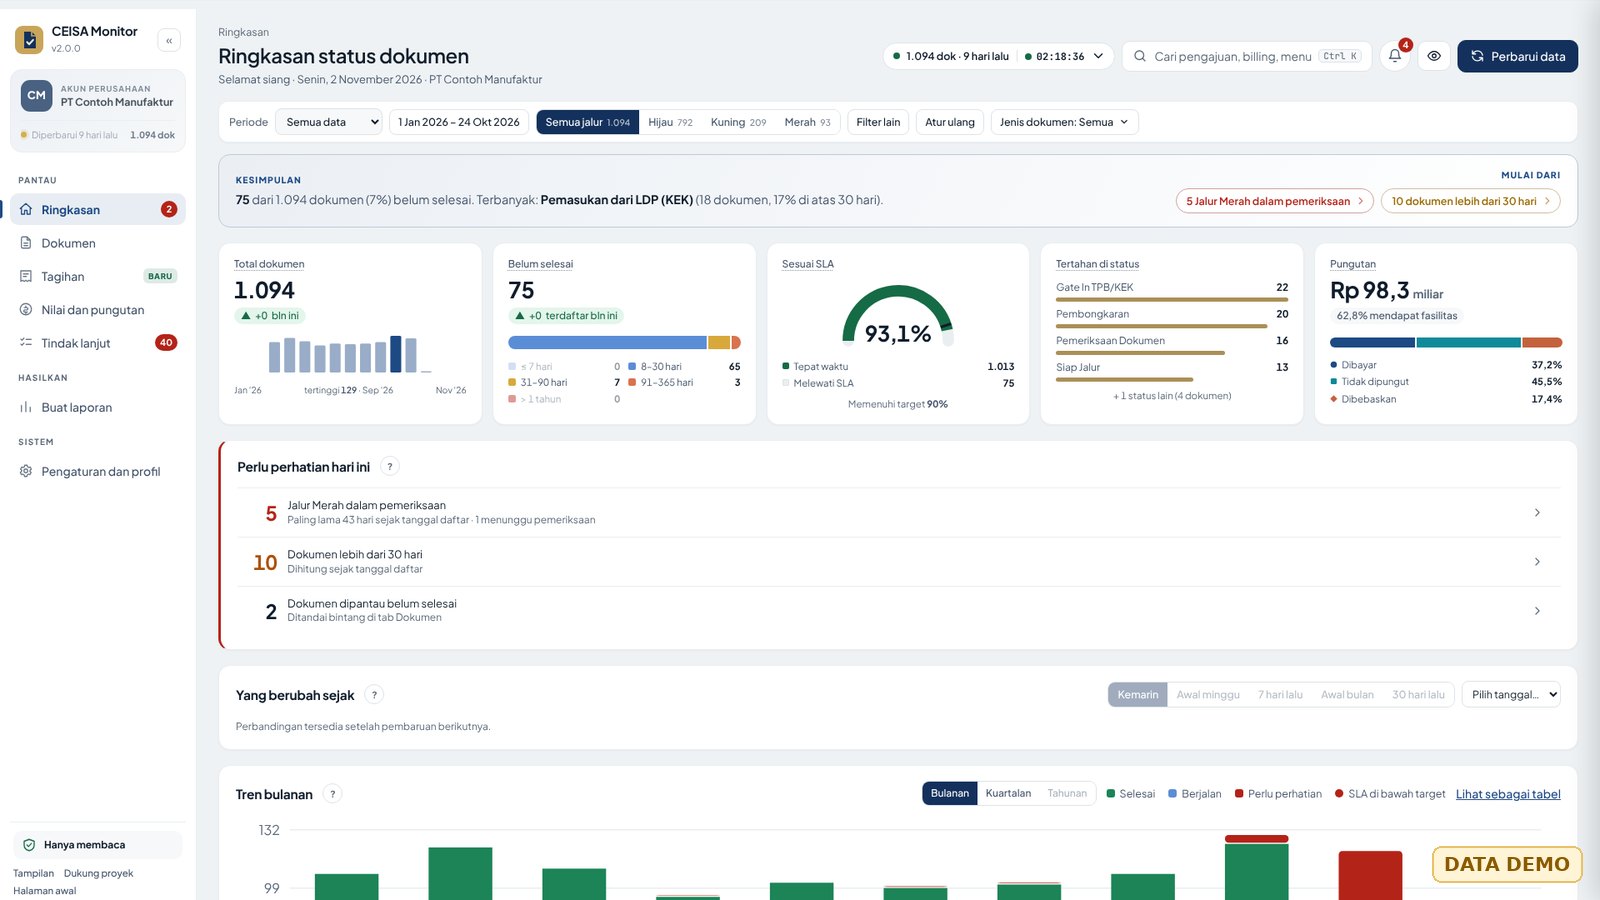 CEISA Monitor
v2.0.0
«
CM
AKUN PERUSAHAAN
PT Contoh Manufaktur
Diperbarui 9 hari lalu 1.094 dok
PANTAU
Ringkasan 2
Dokumen
Tagihan BARU
Nilai dan pungutan
Tindak lanjut 40
HASILKAN
Buat laporan
SISTEM
Pengaturan dan profil
Hanya membaca
Tampilan Dukung proyek
Halaman awal
Ringkasan
Ringkasan status dokumen
Selamat siang · Senin, 2 November 2026 · PT Contoh Manufaktur
1.094 dok · 9 hari lalu 02:18:36
Cari pengajuan, billing, menu Ctrl K
4
Perbarui data
Periode Semua data 1 Jan 2026 – 24 Okt 2026 Semua jalur 1.094 Hijau 792 Kuning 209 Merah 93 Filter lain Atur ulang Jenis dokumen: Semua
KESIMPULAN
75 dari 1.094 dokumen (7%) belum selesai. Terbanyak: Pemasukan dari LDP (KEK) (18 dokumen, 17% di atas 30 hari).
MULAI DARI
5 Jalur Merah dalam pemeriksaan
10 dokumen lebih dari 30 hari
Total dokumen
1.094
▲ +0 bln ini
Jan '26 tertinggi 129 · Sep '26 Nov '26
Belum selesai
75
▲ +0 terdaftar bln ini
≤ 7 hari 0 8–30 hari 65
31–90 hari 7 91–365 hari 3
> 1 tahun 0
Sesuai SLA
93,1%
Tepat waktu 1.013
Melewati SLA 75
Memenuhi target 90%
Tertahan di status
Gate In TPB/KEK 22
Pembongkaran 20
Pemeriksaan Dokumen 16
Siap Jalur 13
+ 1 status lain (4 dokumen)
Pungutan
Rp 98,3 miliar
62,8% mendapat fasilitas
Dibayar 37,2%
Tidak dipungut 45,5%
Dibebaskan 17,4%
Perlu perhatian hari ini ?
5 Jalur Merah dalam pemeriksaan
Paling lama 43 hari sejak tanggal daftar · 1 menunggu pemeriksaan
10 Dokumen lebih dari 30 hari
Dihitung sejak tanggal daftar
2 Dokumen dipantau belum selesai
Ditandai bintang di tab Dokumen
Yang berubah sejak ?
Kemarin Awal minggu 7 hari lalu Awal bulan 30 hari lalu Pilih tanggal…
Perbandingan tersedia setelah pembaruan berikutnya.
Tren bulanan ?
Bulanan Kuartalan Tahunan Selesai Berjalan Perlu perhatian SLA di bawah target Lihat sebagai tabel
132
99
DATA DEMO